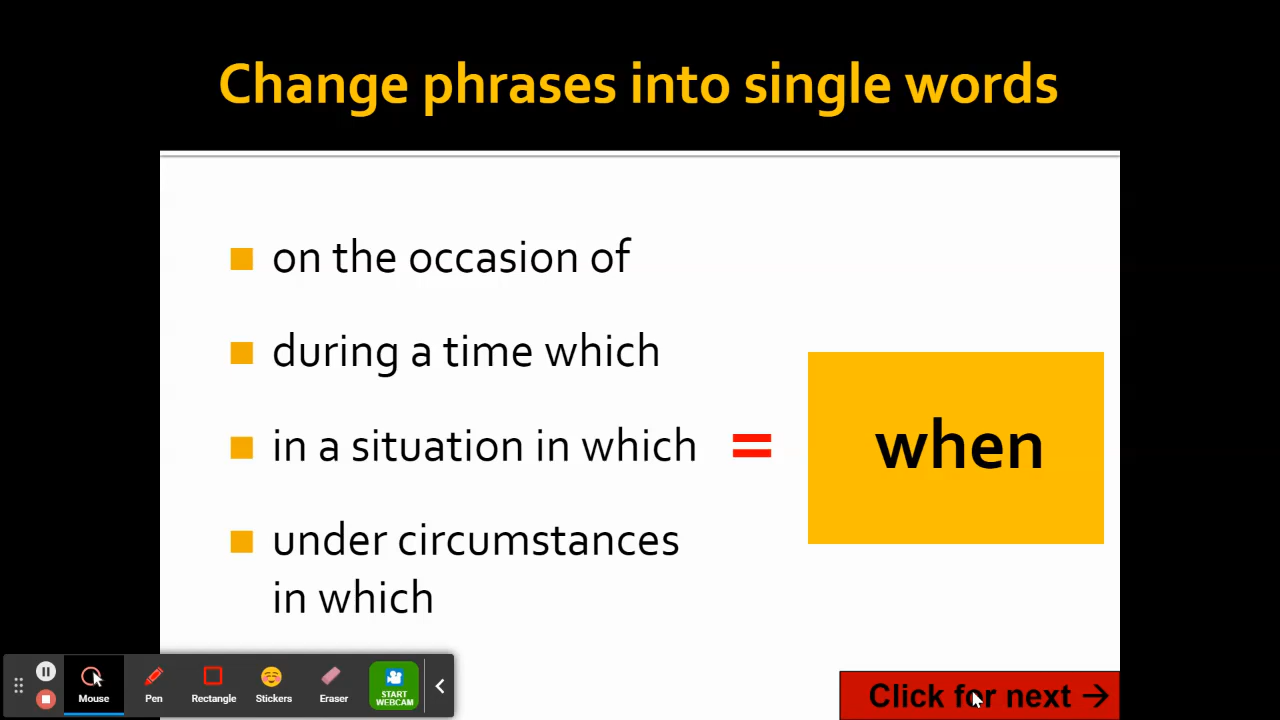 Change phrases into single words
on the occasion of
during a time which
in a situation in which
=
when
under circumstances
in which
Mouse
Pen
Rectangle
Stickers
Eraser
START
WEBCAM
Click for next →